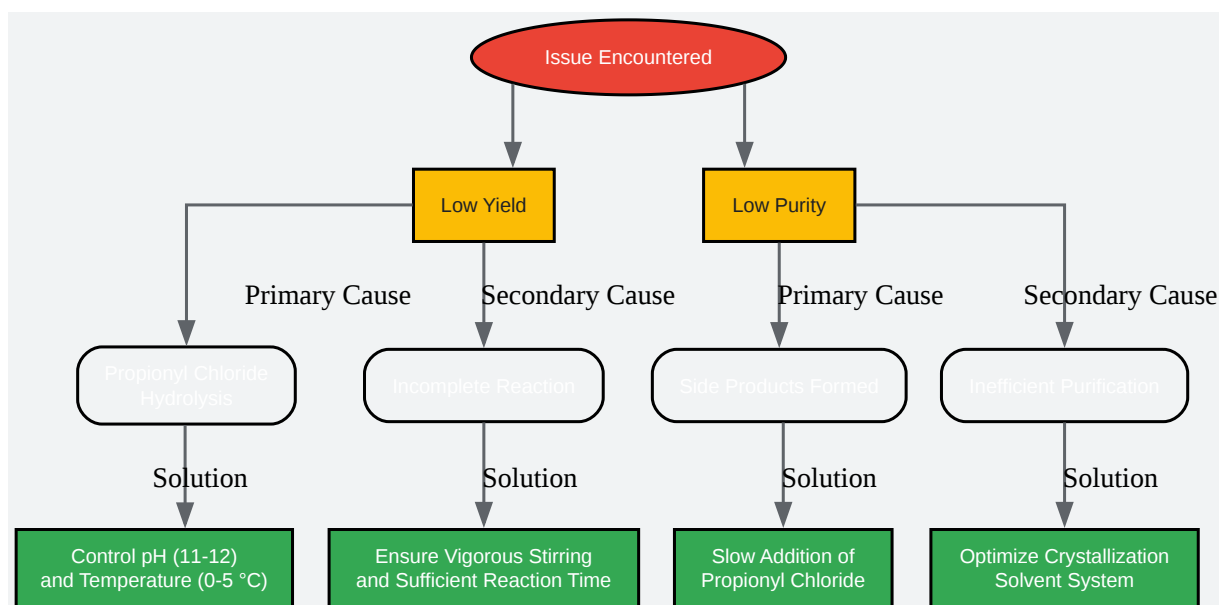 Issue Encountered
Low Yield
Low Purity
Primary Cause
Secondary Cause
Primary Cause
Secondary Cause
Propionyl Chloride
Hydrolysis
Incomplete Reaction
Side Products Formed
Inefficient Purification
Solution
Solution
Solution
Solution
Control pH (11-12)
and Temperature (0-5 °C)
Ensure Vigorous Stirring
and Sufficient Reaction Time
Slow Addition of
Propionyl Chloride
Optimize Crystallization
Solvent System